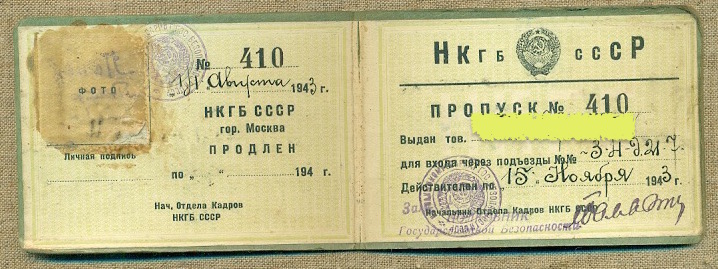 № 410
ФОТО
"14" Августа 1943
НКГБ СССР
гор. Москва
ПРОДЛЕН
Личная подпись
по " " 194 г.
Нач. Отдела Кадров
НКГБ СССР
НКГБ СССР
ПРОПУСК № 410
Выдан тов.
для входа через подъезды №№
Действителен по "15" Ноября 1943
Начальник Отдела Кадров НКГБ СССР
Государственной Безопасности